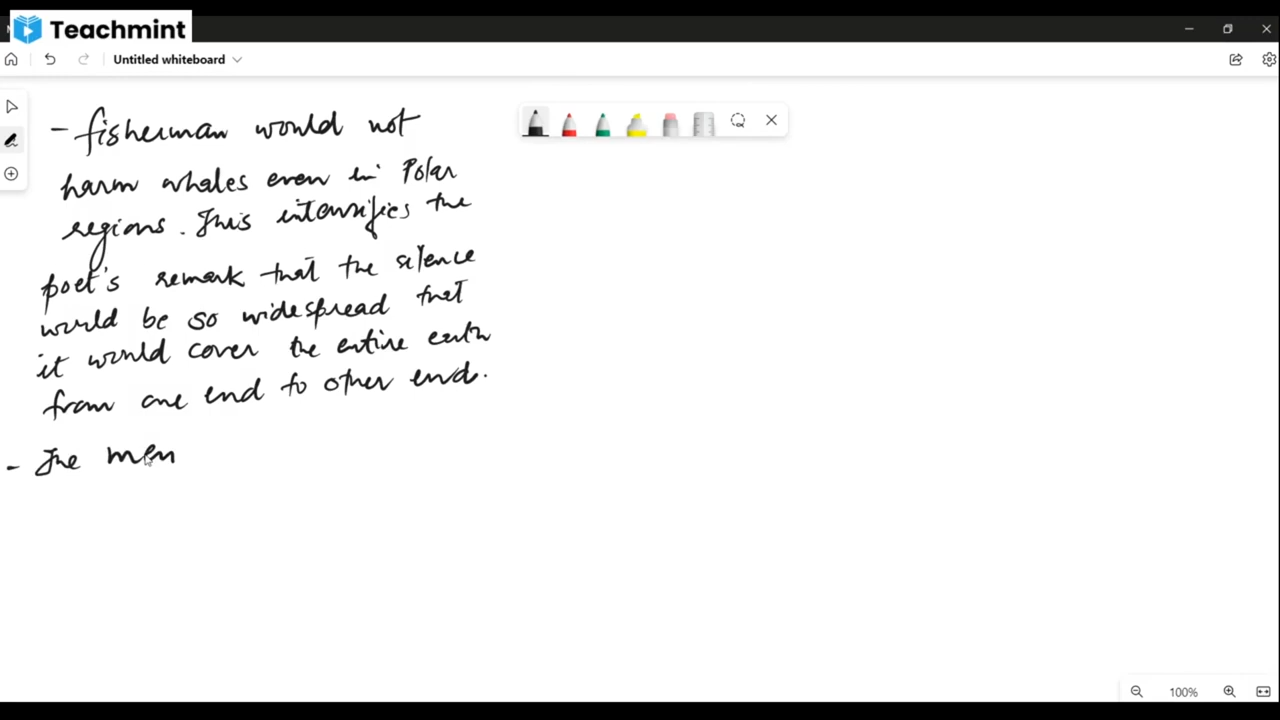 Teachmint
Untitled whiteboard
- fisherman would not
harm whales even in Polar
regions. This intensifies the
poet's remark that the silence
would be so widespread that
it would cover the entire earth
from one end to other end.
- The men
100%